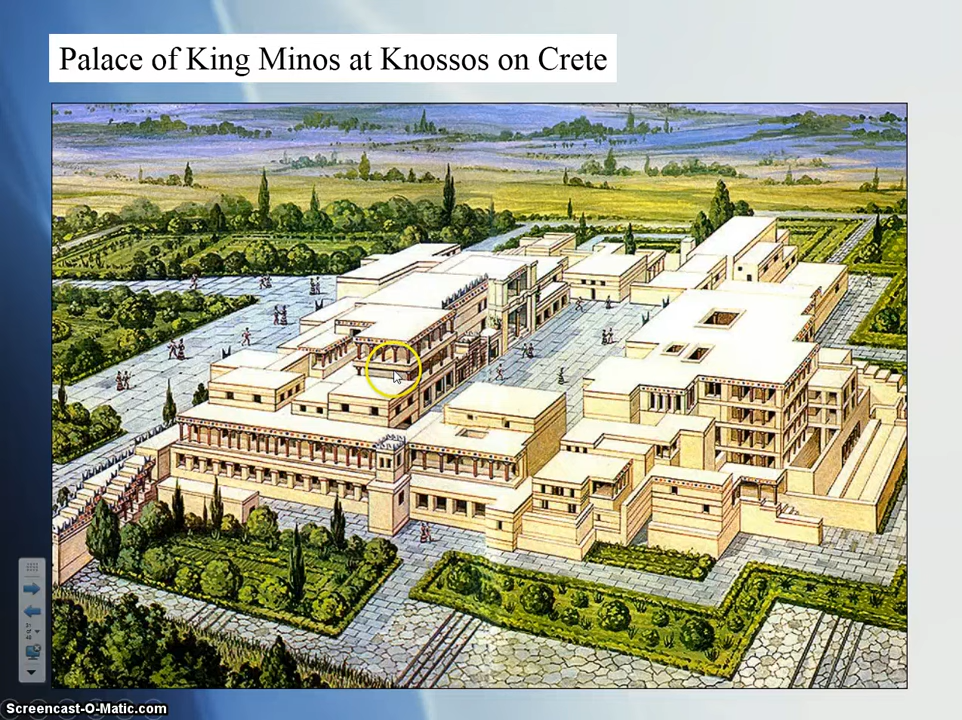 Palace of King Minos at Knossos on Crete
Screencast-O-Matic.com